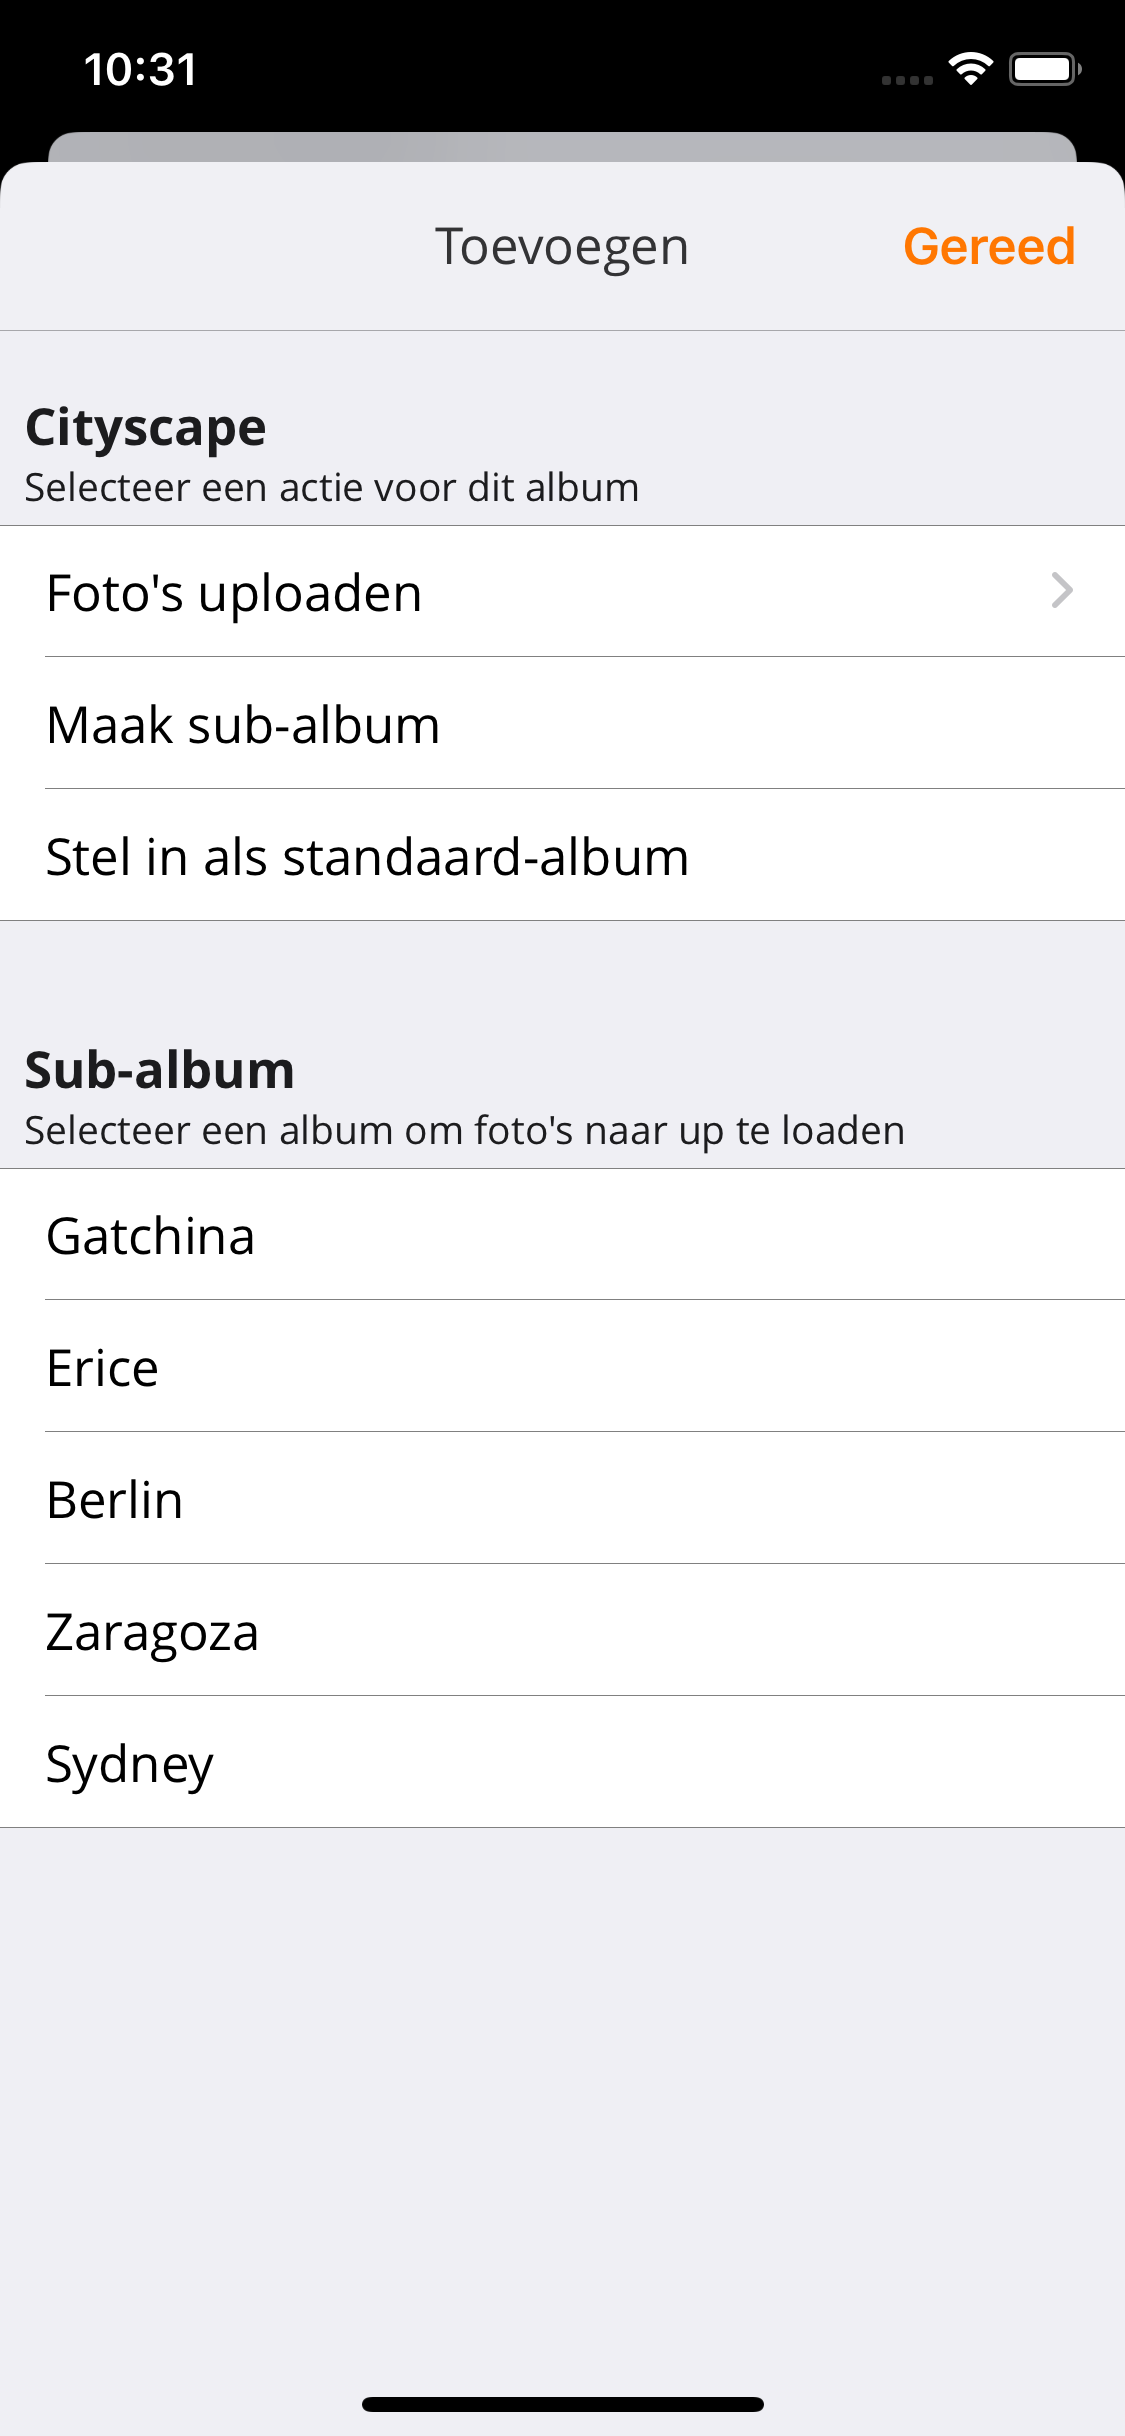 10:31
Toevoegen
Gereed
Cityscape
Selecteer een actie voor dit album
Foto's uploaden
Maak sub-album
Stel in als standaard-album
Sub-album
Selecteer een album om foto's naar up te loaden
Gatchina
Erice
Berlin
Zaragoza
Sydney